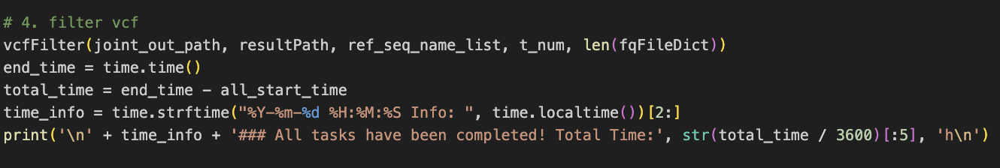 # 4. filter vcf
vcfFilter(joint_out_path, resultPath, ref_seq_name_list, t_num, len(fqFileDict))
end_time = time.time()
total_time = end_time - all_start_time
time_info = time.strftime("%Y-%m-%d %H:%M:%S Info: ", time.localtime())[2:]
print('\n' + time_info + '### All tasks have been completed! Total Time:', str(total_time / 3600)[:5], 'h\n')